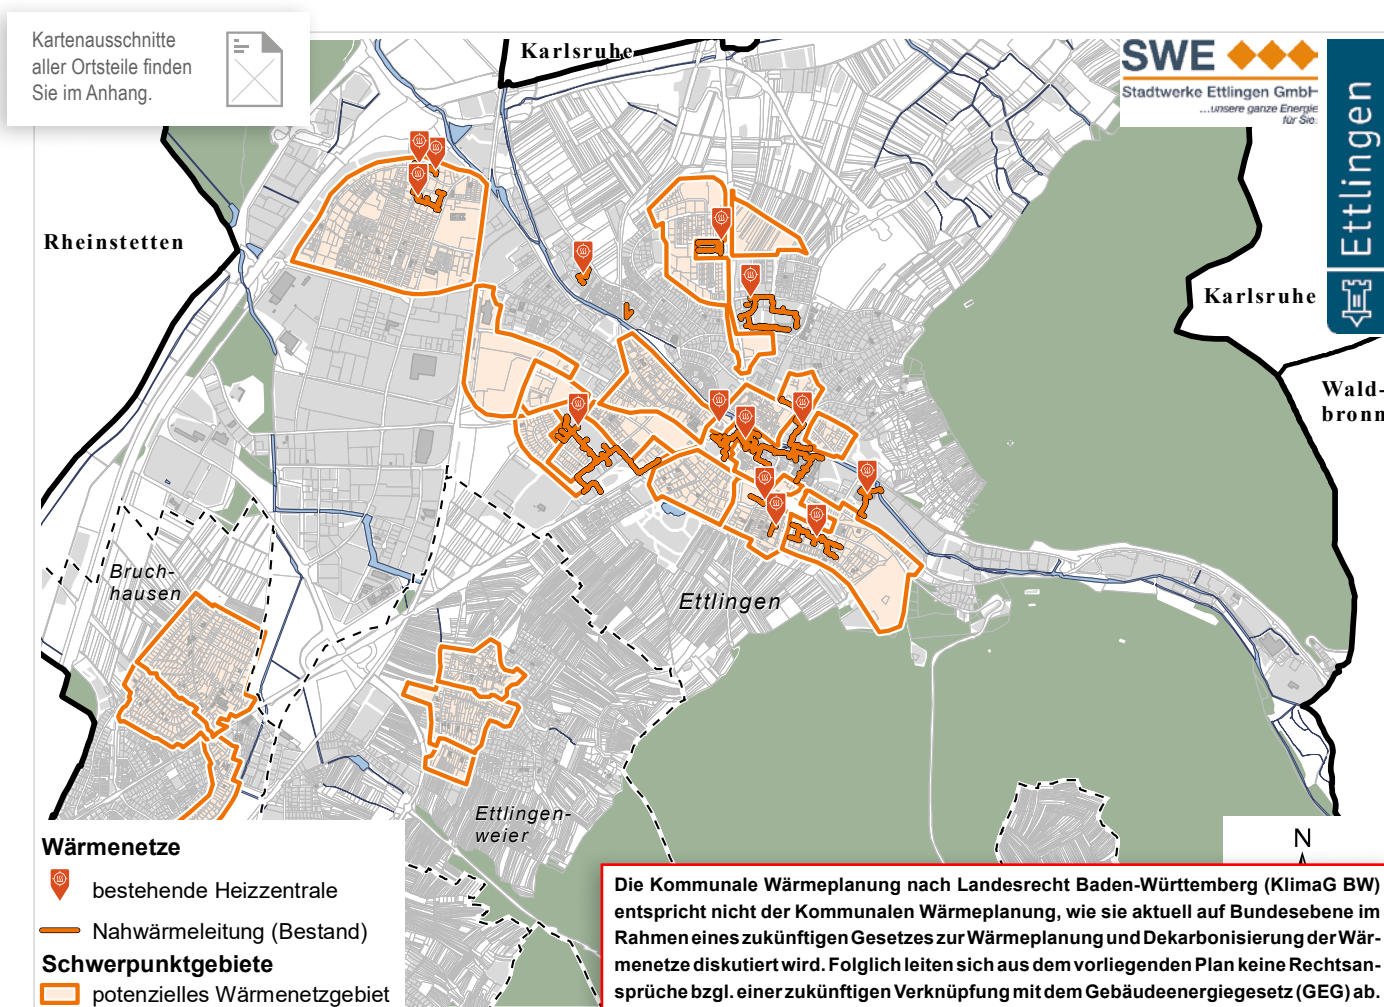 Kartenausschnitte
aller Ortsteile finden
Sie im Anhang.
Karlsruhe
SWE
Stadtwerke Ettlingen GmbH
...unsere ganze Energie
für Sie.
Ettlingen
Rheinstetten
Karlsruhe
Wald-
bronn
Bruch-
hausen
Ettlingen
Ettlingen-
weier
N
Wärmenetze
bestehende Heizzentrale
Nahwärmeleitung (Bestand)
Schwerpunktgebiete
potenzielles Wärmenetzgebiet
Die Kommunale Wärmeplanung nach Landesrecht Baden-Württemberg (KlimaG BW)
entspricht nicht der Kommunalen Wärmeplanung, wie sie aktuell auf Bundesebene im
Rahmen eines zukünftigen Gesetzes zur Wärmeplanung und Dekarbonisierung der Wär-
menetze diskutiert wird. Folglich leiten sich aus dem vorliegenden Plan keine Rechtsan-
sprüche bzgl. einer zukünftigen Verknüpfung mit dem Gebäudeenergiegesetz (GEG) ab.